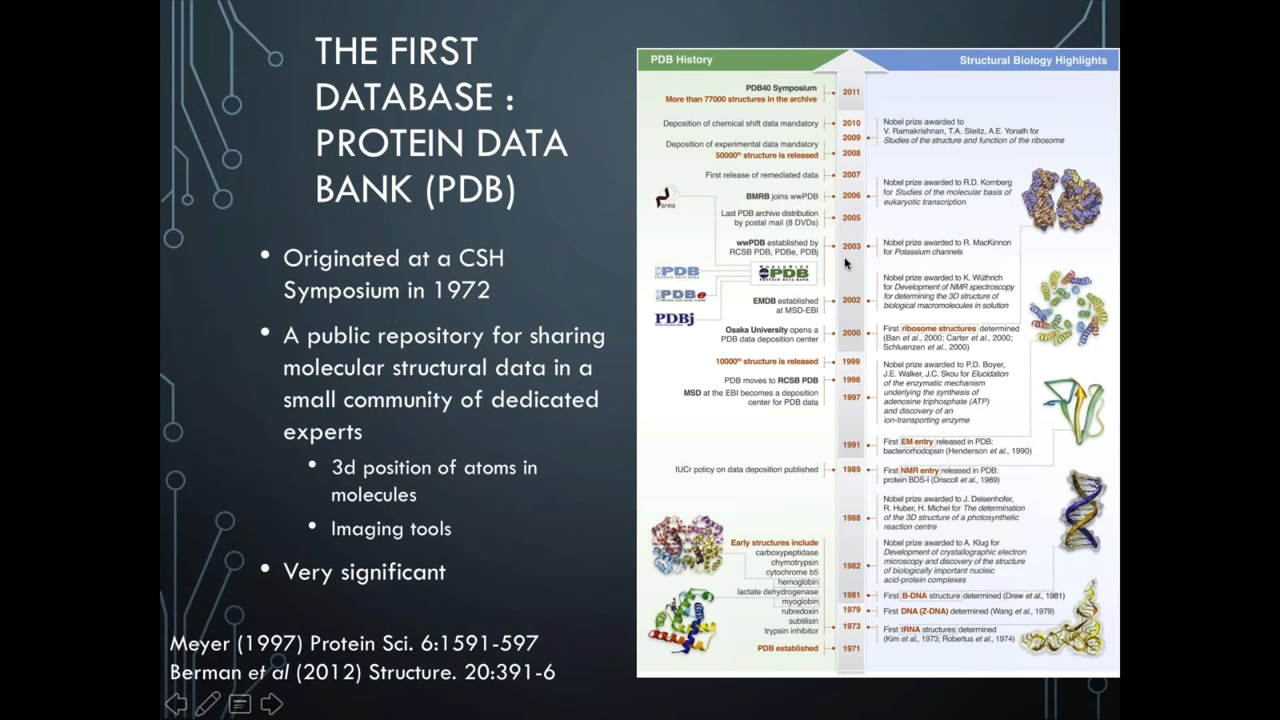 THE FIRST
DATABASE :
PROTEIN DATA
BANK (PDB)
• Originated at a CSH
Symposium in 1972
• A public repository for sharing
molecular structural data in a
small community of dedicated
experts
• 3d position of atoms in
molecules
• Imaging tools
• Very significant
Meyer (1997) Protein Sci. 6:1591-597
Berman et al (2012) Structure. 20:391-6
PDB History
Structural Biology Highlights
PDB40 Symposium
More than 77000 structures in the archive
2011
Deposition of chemical shift data mandatory
2010
Nobel prize awarded to
V. Ramakrishnan, T.A. Steitz, A.E. Yonath for
Studies of the structure and function of the ribosome
2009
Deposition of experimental data mandatory
50000th structure is released
2008
First release of remediated data
2007
BMRB joins wwPDB
2006
Nobel prize awarded to R.D. Kornberg
for Studies of the molecular basis of
eukaryotic transcription
Last PDB archive distribution
by postal mail (8 DVDs)
2005
wwPDB established by
RCSB PDB, PDBe, PDBj
2003
Nobel prize awarded to R. MacKinnon
for Potassium channels
PDB
PROTEIN DATA BANK
WORLDWIDE
PDB
PROTEIN DATA BANK
PDBe
PDBj
EMDB established
at MSD-EBI
2002
Nobel prize awarded to K. Wüthrich
for Development of NMR spectroscopy
for determining the 3D structure of
biological macromolecules in solution
Osaka University opens a
PDB data deposition center
2000
First ribosome structures determined
(Ban et al., 2000; Carter et al., 2000;
Schluenzen et al., 2000)
10000th structure is released
1999
PDB moves to RCSB PDB
1998
MSD at the EBI becomes a deposition
center for PDB data
1997
Nobel prize awarded to P.D. Boyer,
J.E. Walker, J.C. Skou for Elucidation
of the enzymatic mechanism
underlying the synthesis of
adenosine triphosphate (ATP)
and discovery of an
ion-transporting enzyme
1991
First EM entry released in PDB:
bacteriorhodopsin (Henderson et al., 1990)
IUCr policy on data deposition published
1989
First NMR entry released in PDB:
protein BDS-I (Driscoll et al., 1989)
1988
Nobel prize awarded to J. Deisenhofer,
R. Huber, H. Michel for The determination
of the 3D structure of a photosynthetic
reaction centre
Early structures include
carboxypeptidase
chymotrypsin
cytochrome b5
hemoglobin
lactate dehydrogenase
myoglobin
rubredoxin
subtilisin
trypsin inhibitor
1982
Nobel prize awarded to A. Klug for
Development of crystallographic electron
microscopy and discovery of the structure
of biologically important nucleic
acid-protein complexes
1981
First B-DNA structure determined (Drew et al., 1981)
1979
First DNA (Z-DNA) determined (Wang et al., 1979)
1973
First tRNA structures determined
(Kim et al., 1973; Robertus et al., 1974)
PDB established
1971